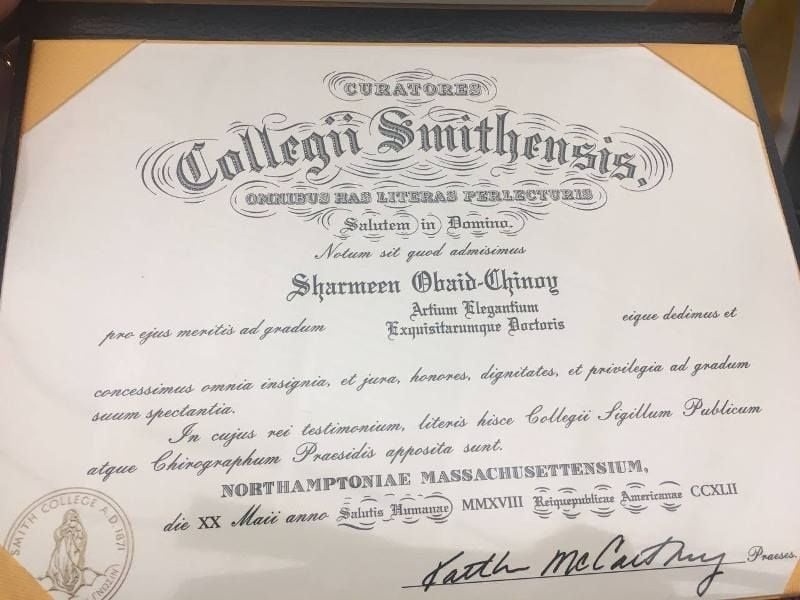 CURATORES
Collegii Smithensis,
OMNIBUS HAS LITERAS PERLECTURIS
Salutem in Domino.
Notum sit quod admisimus
Sharmeen Obaid-Chinoy
pro ejus meritis ad gradum Artium Elegantium Exquisitarumque Doctoris eique dedimus et
concessimus omnia insignia, et jura, honores, dignitates, et privilegia ad gradum
suum spectantia.
In cujus rei testimonium, literis hisce Collegii Sigillum Publicum
atque Chirographum Praesidis apposita sunt.
NORTHAMPTONIAE MASSACHUSETTENSIUM,
die XX Maii anno Salutis Humanae MMXVIII Reiquepublicae Americanae CCXLII
SMITH COLLEGE A.D. 1871
McCartney Praeses.